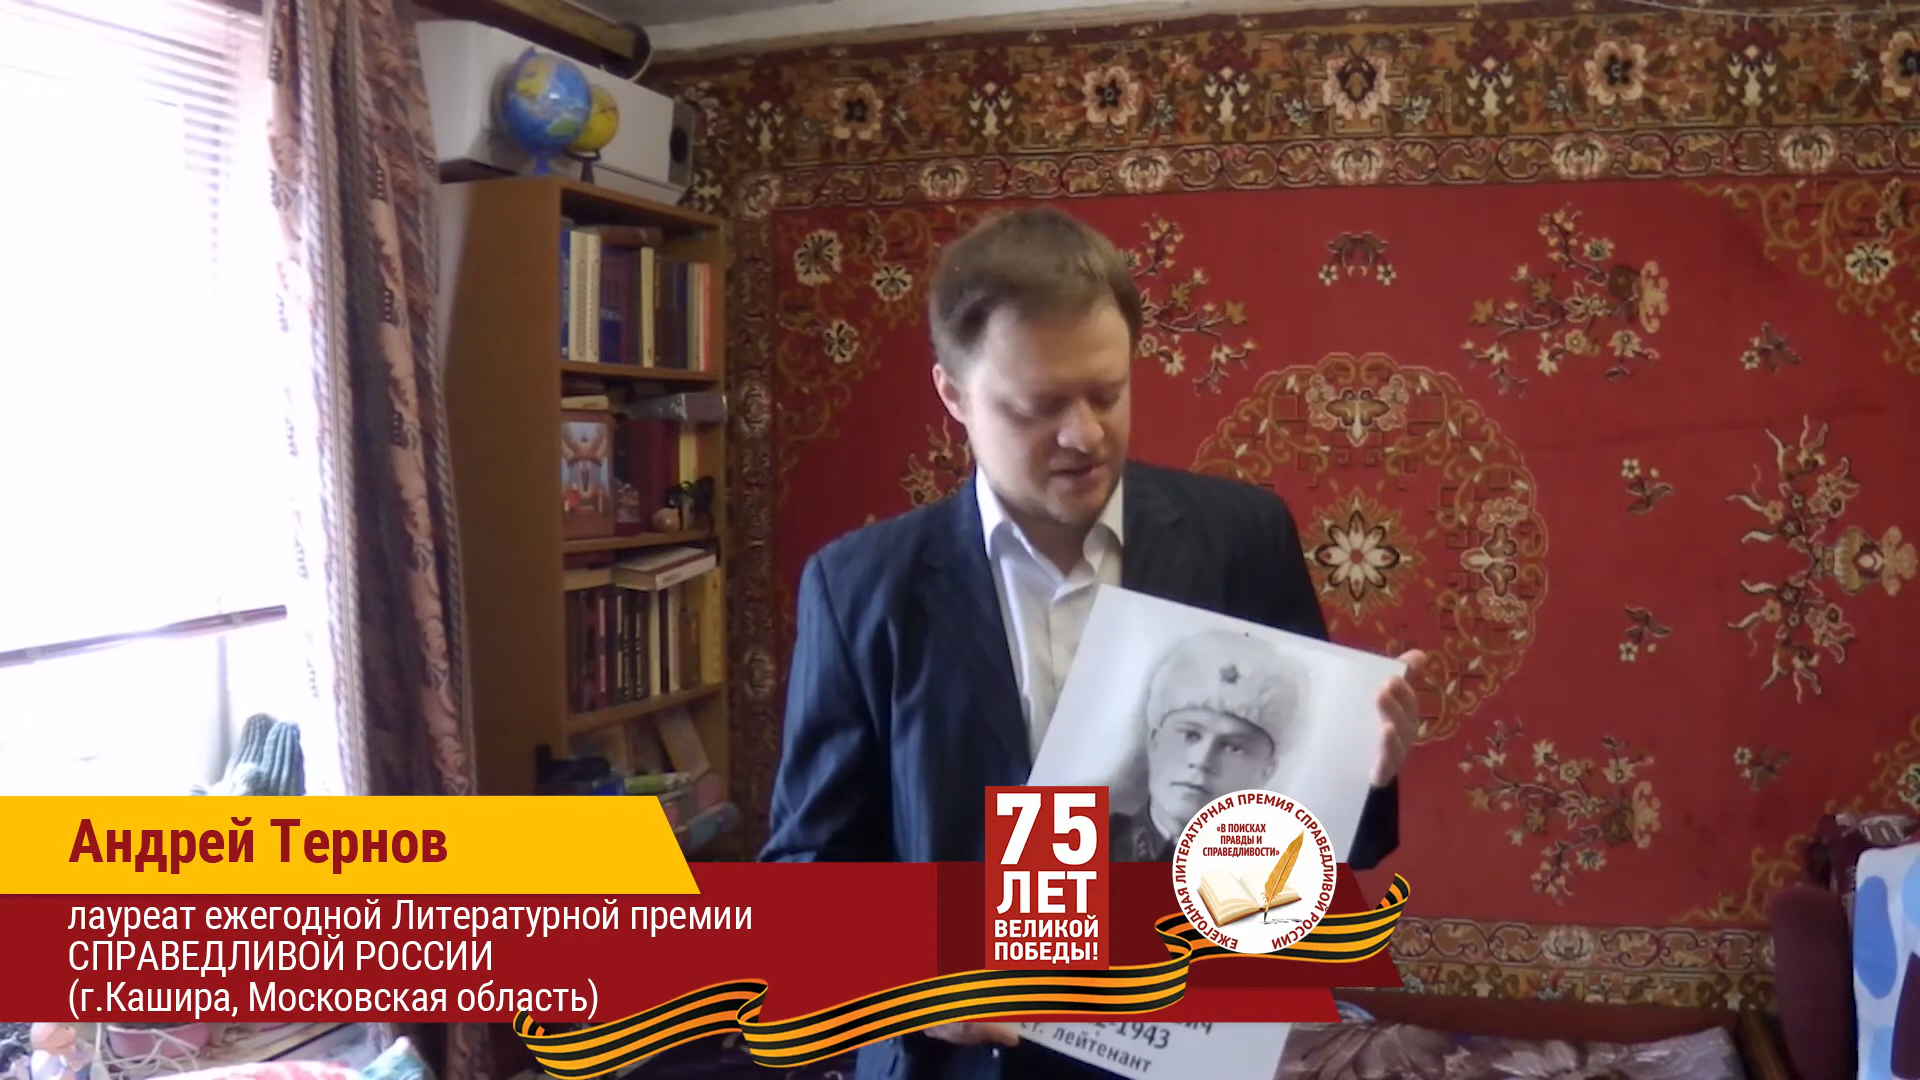 Андрей Тернов
лауреат ежегодной Литературной премии
СПРАВЕДЛИВОЙ РОССИИ
(г.Кашира, Московская область)
75
ЛЕТ
ВЕЛИКОЙ
ПОБЕДЫ!
ЕЖЕГОДНАЯ ЛИТЕРАТУРНАЯ ПРЕМИЯ СПРАВЕДЛИВОЙ РОССИИ
«В ПОИСКАХ
ПРАВДЫ И
СПРАВЕДЛИВОСТИ»
-1943
ст. лейтенант